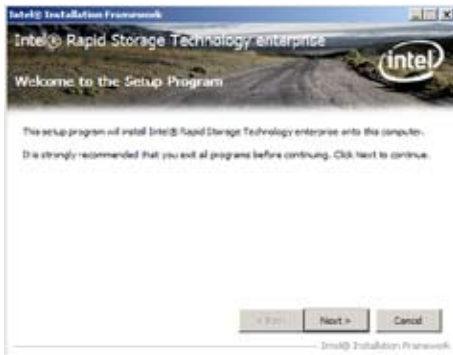 Intel® Installation Framework
Intel® Rapid Storage Technology enterprise
intel
Welcome to the Setup Program
This setup program will install Intel® Rapid Storage Technology enterprise onto this computer.
It is strongly recommended that you exit all programs before continuing. Click Next to continue.
< Back
Next >
Cancel
Intel® Installation Framework